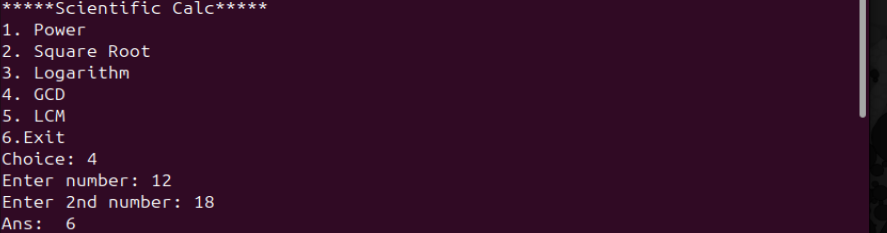 *****Scientific Calc*****
1. Power
2. Square Root
3. Logarithm
4. GCD
5. LCM
6.Exit
Choice: 4
Enter number: 12
Enter 2nd number: 18
Ans:  6